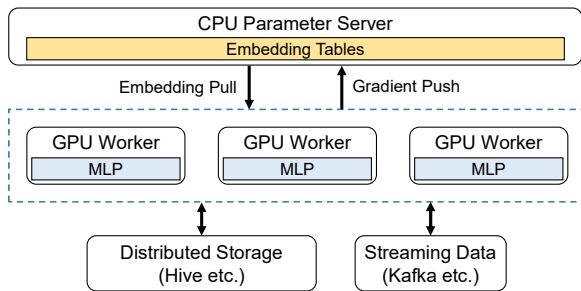 CPU Parameter Server
Embedding Tables
Embedding Pull
Gradient Push
GPU Worker
MLP
GPU Worker
MLP
GPU Worker
MLP
Distributed Storage
(Hive etc.)
Streaming Data
(Kafka etc.)